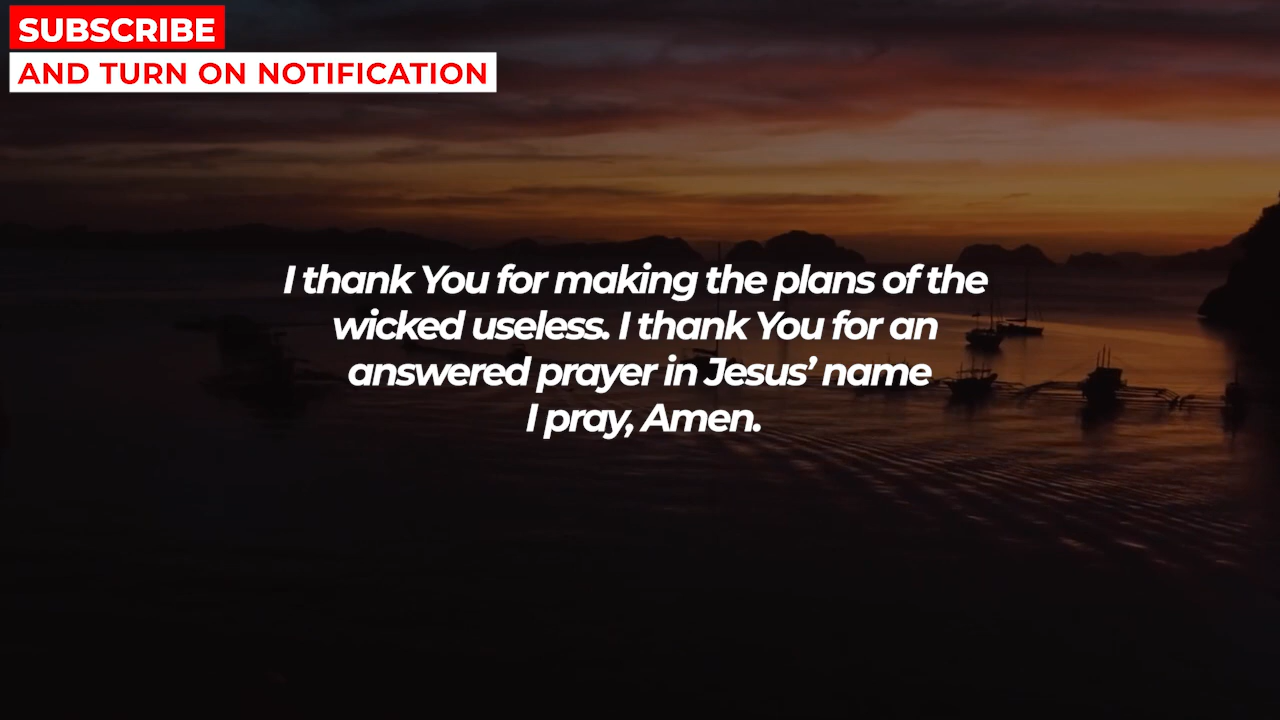 SUBSCRIBE
AND TURN ON NOTIFICATION
I thank You for making the plans of the
wicked useless. I thank You for an
answered prayer in Jesus’ name
I pray, Amen.